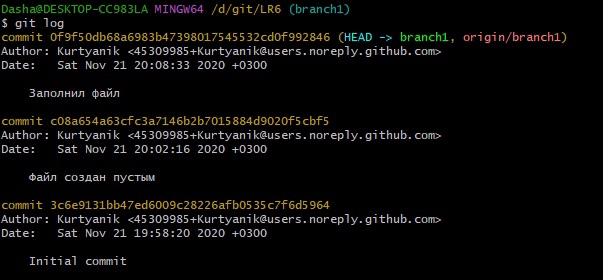 Dasha@DESKTOP-CC983LA MINGW64 /d/git/LR6 (branch1)
$ git log
commit 0f9f50db68a6983b47398017545532cd0f992846 (HEAD -> branch1, origin/branch1)
Author: Kurtyanik <45309985+Kurtyanik@users.noreply.github.com>
Date:   Sat Nov 21 20:08:33 2020 +0300
    Заполнил файл
commit c08a654a63cfc3a7146b2b7015884d9020f5cbf5
Author: Kurtyanik <45309985+Kurtyanik@users.noreply.github.com>
Date:   Sat Nov 21 20:02:16 2020 +0300
    Файл создан пустым
commit 3c6e9131bb47ed6009c28226afb0535c7f6d5964
Author: Kurtyanik <45309985+Kurtyanik@users.noreply.github.com>
Date:   Sat Nov 21 19:58:20 2020 +0300
    Initial commit